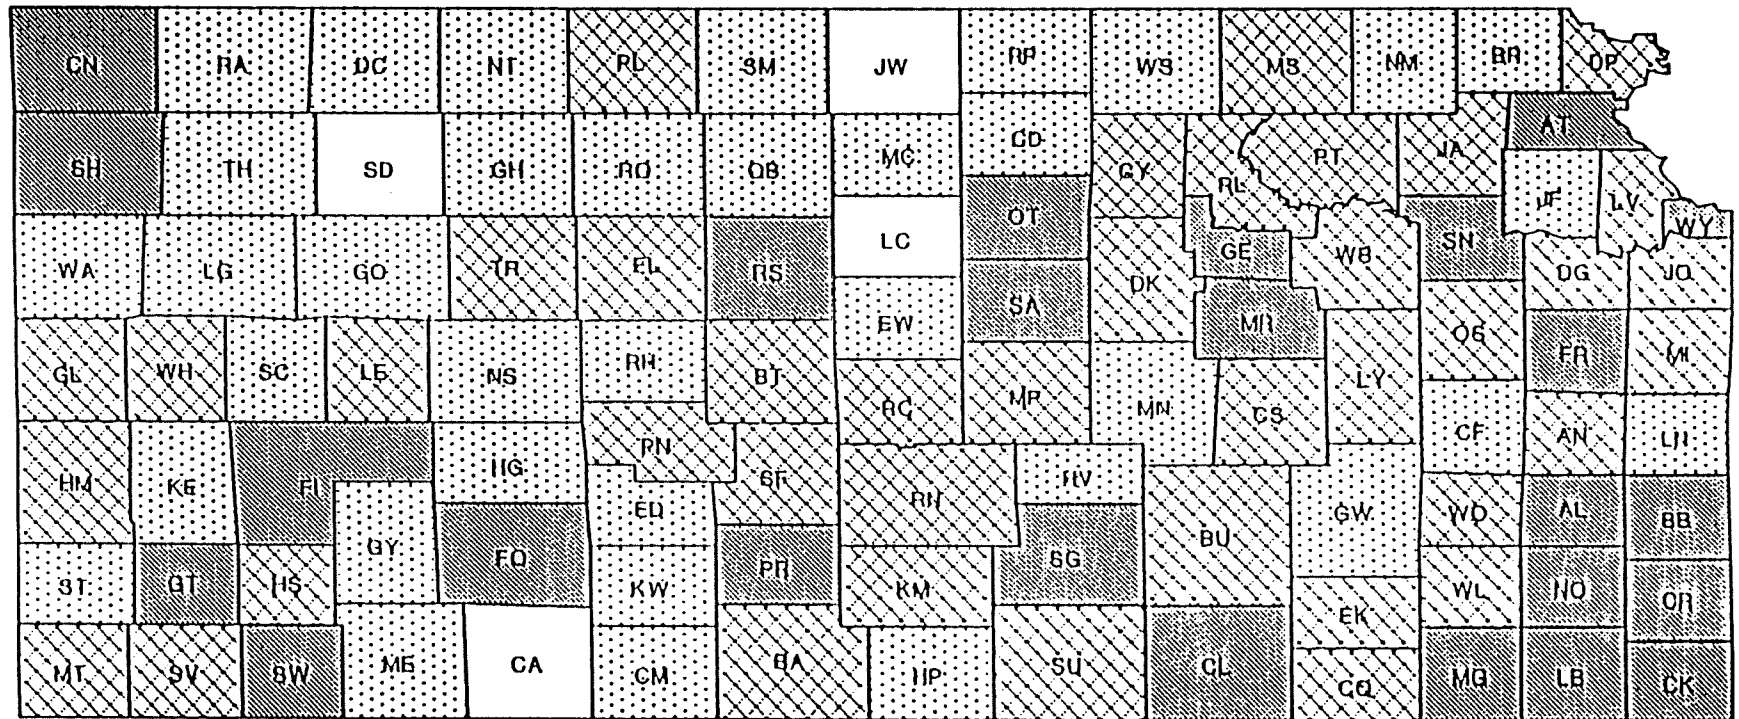 CN RA DC NT PL SM JW RP WS MS NM BR DP
SH TH SD GH RO OB MC CD CY RL PT JA AT
JF LV WY
WA LG GO TR EL RS LC OT DK GE WB SN DG JO
SA MR
GL WH SC LE NS RH BT EW RC MP MN CS LY OS FR MI
HM KE FI HG PN SF RN HV BU GW CF AN LN
ST GT HS GY FO ED KW PR KM SG EK WO AL BB
WL NO CR
MT SV SW ME CA CM BA HP SU CL CQ MG LB CK